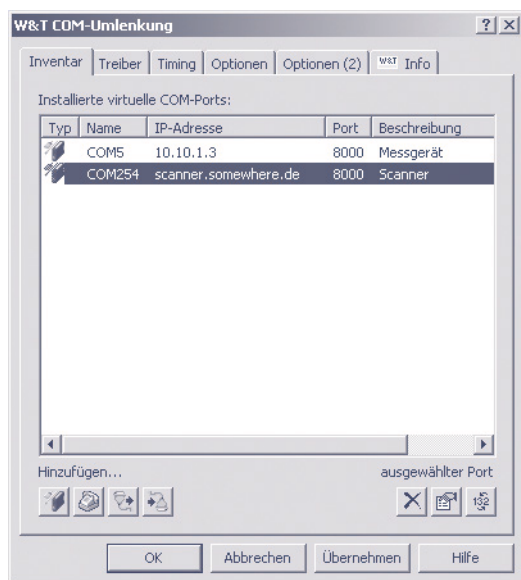 W&T COM-Umlenkung
Inventar Treiber Timing Optionen Optionen (2) W&T Info
Installierte virtuelle COM-Ports:
Typ Name IP-Adresse Port Beschreibung
COM5 10.10.1.3 8000 Messgerät
COM254 scanner.somewhere.de 8000 Scanner
Hinzufügen... ausgewählter Port
OK Abbrechen Übernehmen Hilfe